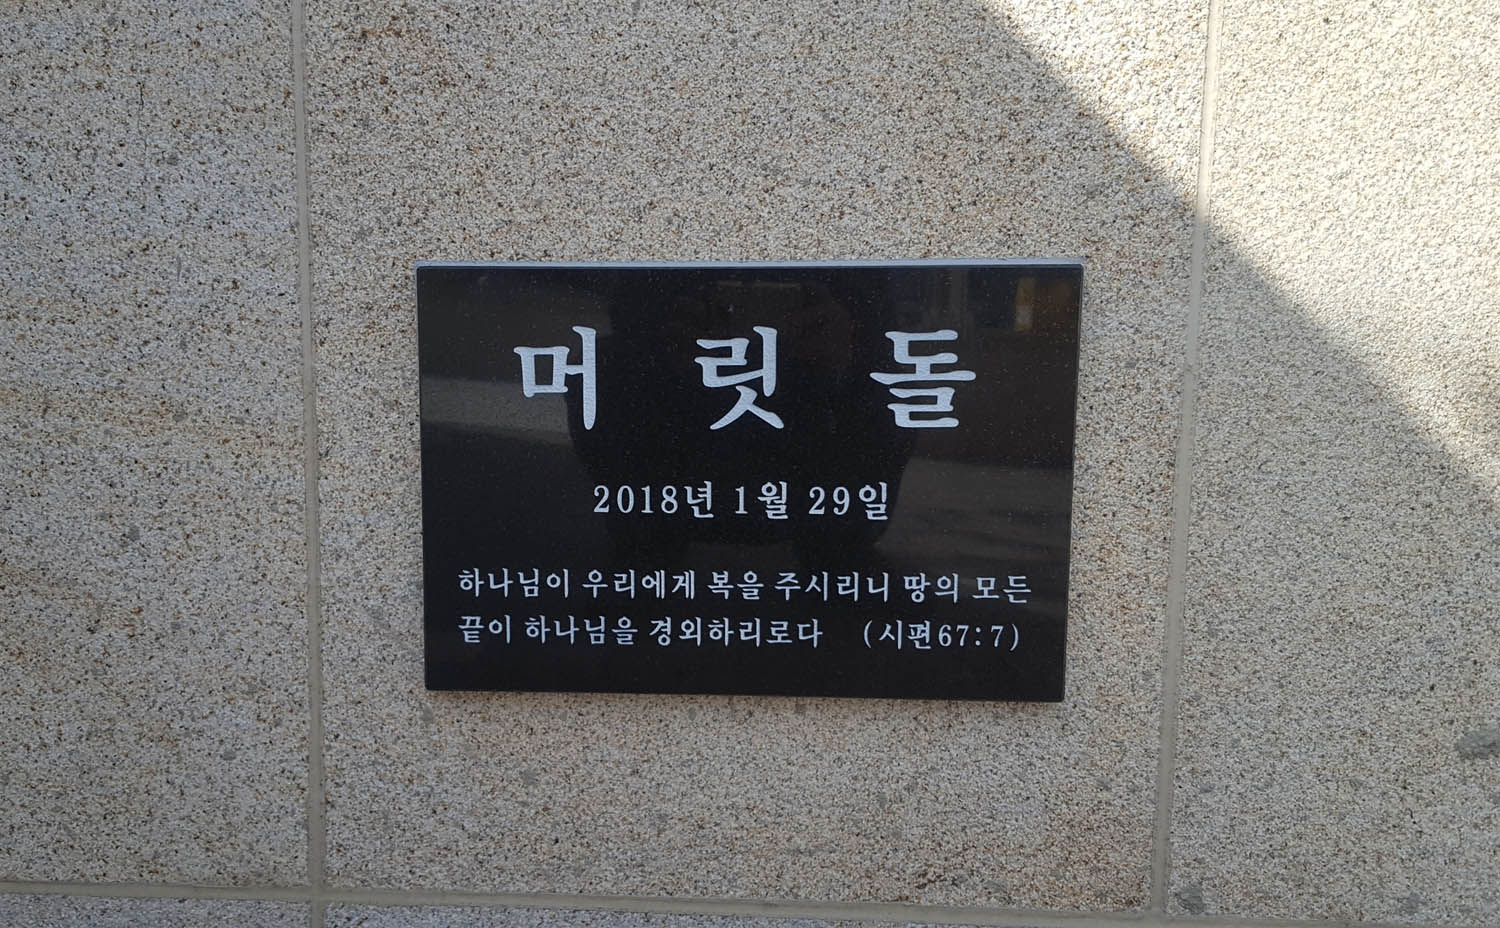 머릿돌
2018년 1월 29일
하나님이 우리에게 복을 주시리니 땅의 모든
끝이 하나님을 경외하리로다 (시편67:7)